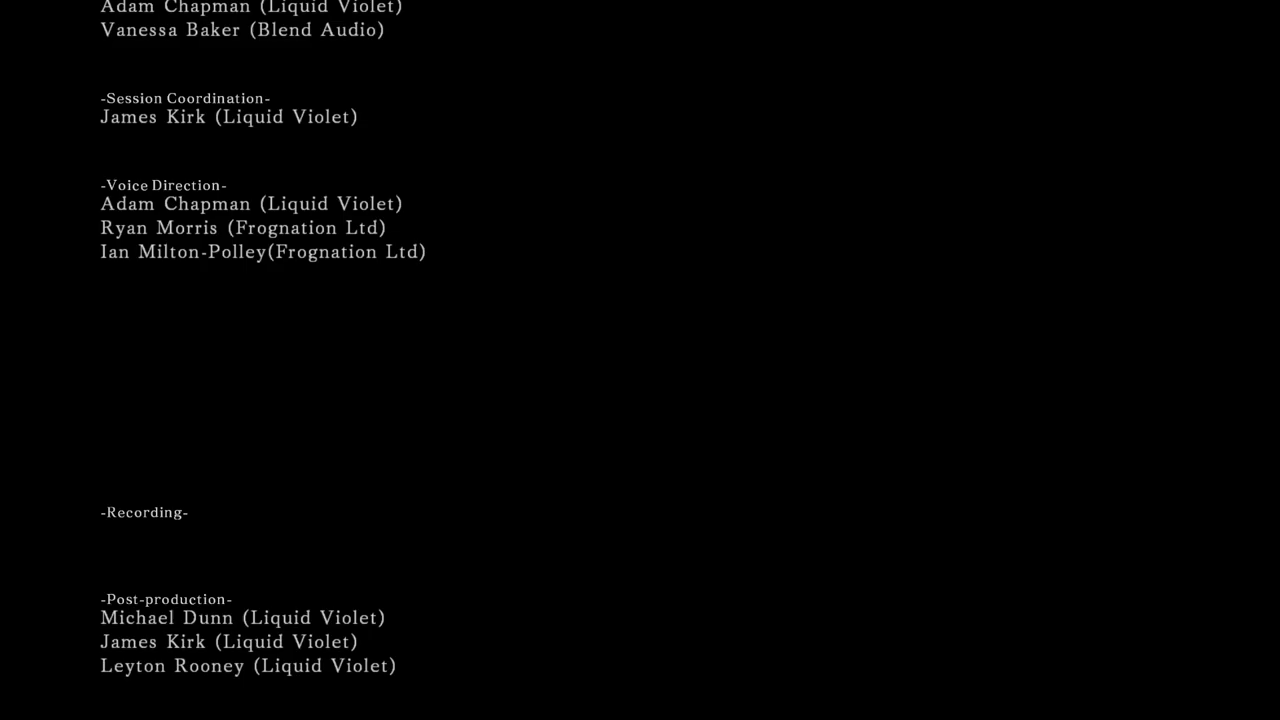 Adam Chapman (Liquid Violet)
Vanessa Baker (Blend Audio)
-Session Coordination-
James Kirk (Liquid Violet)
-Voice Direction-
Adam Chapman (Liquid Violet)
Ryan Morris (Frognation Ltd)
Ian Milton-Polley(Frognation Ltd)
-Recording-
-Post-production-
Michael Dunn (Liquid Violet)
James Kirk (Liquid Violet)
Leyton Rooney (Liquid Violet)